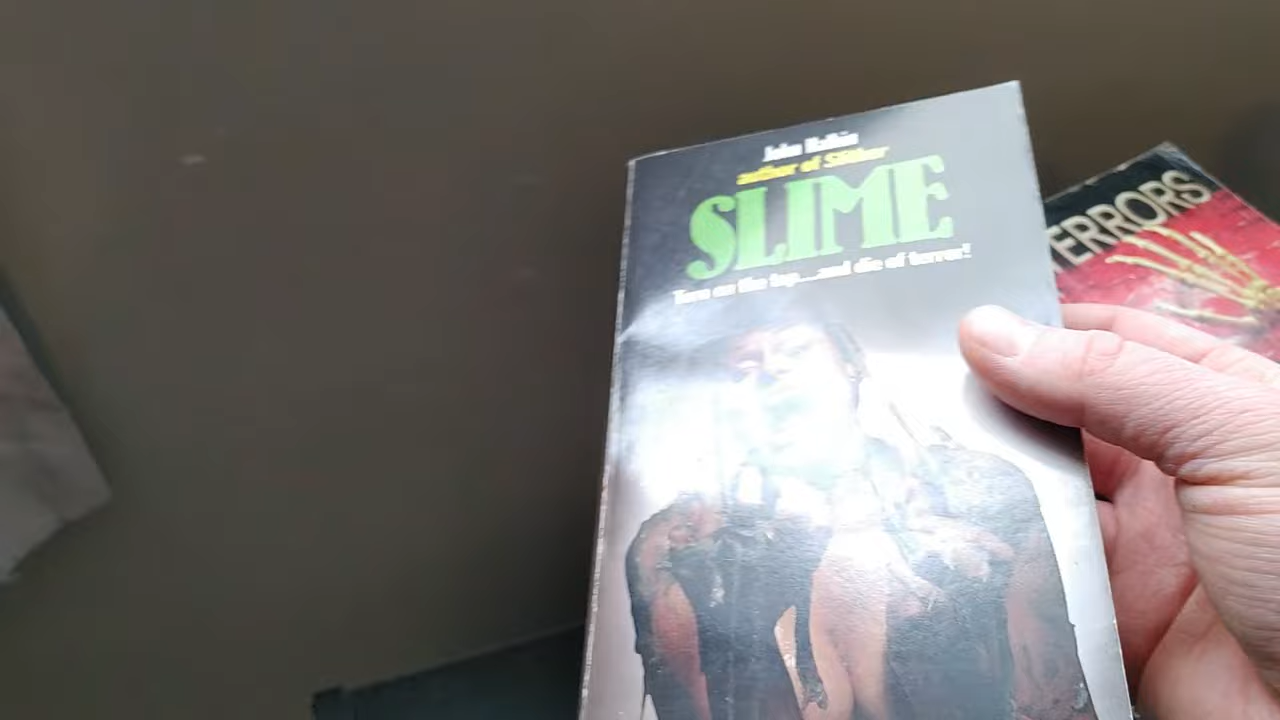 John Halkin
author of Slither
SLIME
Turn on the tap...and die of terror!
TERRORS